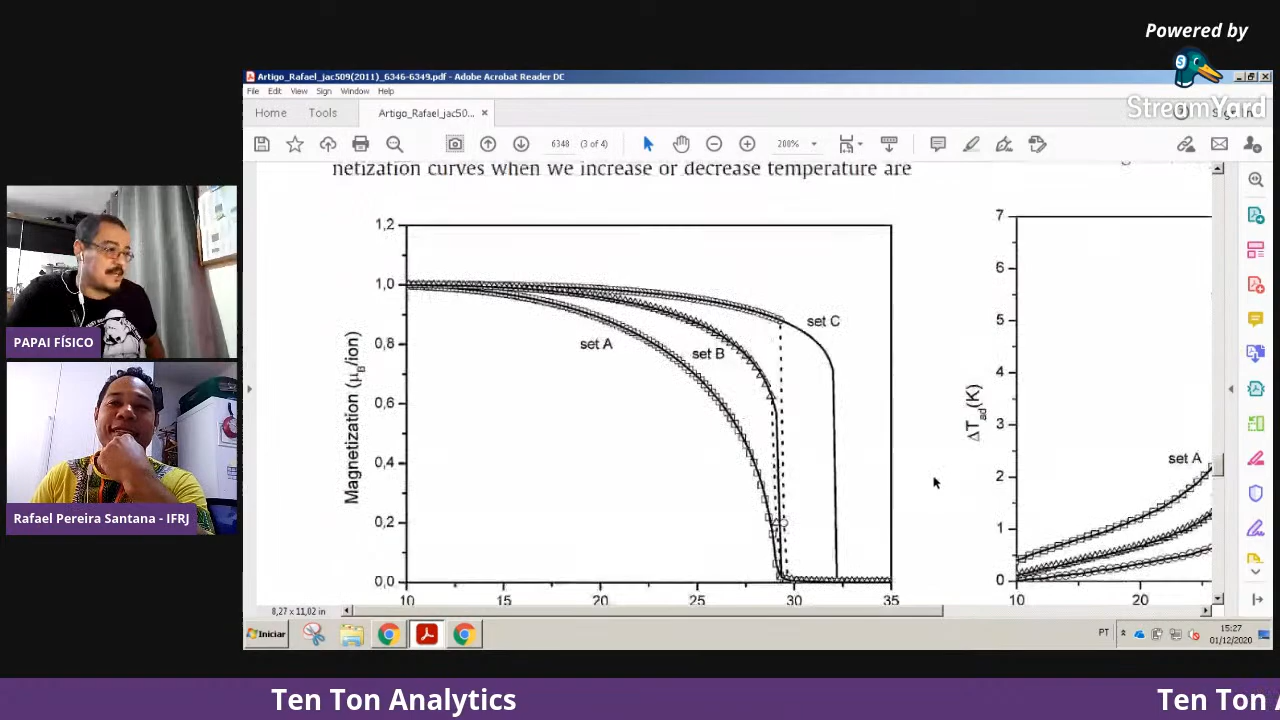 Powered by
StreamYard
Artigo_Rafael_jac509(2011)_6346-6349.pdf - Adobe Acrobat Reader DC
File Edit View Sign Window Help
Home Tools Artigo_Rafael_jac50... ×
6348 (3 of 4) 200%
netization curves when we increase or decrease temperature are
1,2
1,0
0,8
0,6
0,4
0,2
0,0
Magnetization (μB/ion)
set A
set B
set C
10 15 20 25 30 35
7
6
5
4
3
2
1
0
ΔTad(K)
set A
10 20
8,27 x 11,02 in
Iniciar
PT
15:27
01/12/2020
PAPAI FÍSICO
Rafael Pereira Santana - IFRJ
Ten Ton Analytics
Ten Ton